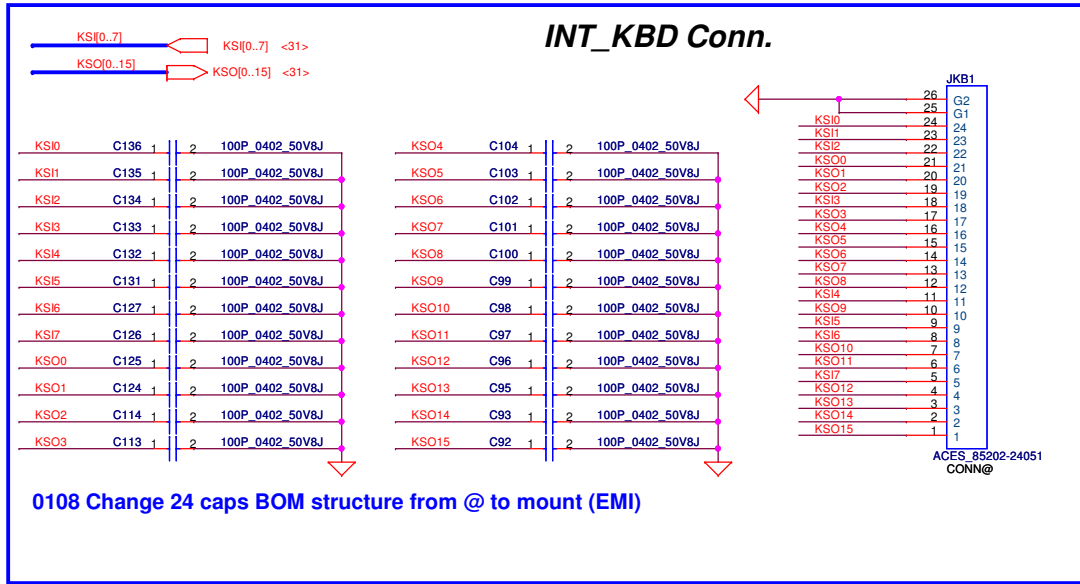 INT_KBD Conn.
KSI[0..7]
KSI[0..7] <31>
KSO[0..15]
KSO[0..15] <31>
KSI0 C136 1 2 100P_0402_50V8J
KSI1 C135 1 2 100P_0402_50V8J
KSI2 C134 1 2 100P_0402_50V8J
KSI3 C133 1 2 100P_0402_50V8J
KSI4 C132 1 2 100P_0402_50V8J
KSI5 C131 1 2 100P_0402_50V8J
KSI6 C127 1 2 100P_0402_50V8J
KSI7 C126 1 2 100P_0402_50V8J
KSO0 C125 1 2 100P_0402_50V8J
KSO1 C124 1 2 100P_0402_50V8J
KSO2 C114 1 2 100P_0402_50V8J
KSO3 C113 1 2 100P_0402_50V8J
KSO4 C104 1 2 100P_0402_50V8J
KSO5 C103 1 2 100P_0402_50V8J
KSO6 C102 1 2 100P_0402_50V8J
KSO7 C101 1 2 100P_0402_50V8J
KSO8 C100 1 2 100P_0402_50V8J
KSO9 C99 1 2 100P_0402_50V8J
KSO10 C98 1 2 100P_0402_50V8J
KSO11 C97 1 2 100P_0402_50V8J
KSO12 C96 1 2 100P_0402_50V8J
KSO13 C95 1 2 100P_0402_50V8J
KSO14 C93 1 2 100P_0402_50V8J
KSO15 C92 1 2 100P_0402_50V8J
JKB1
26 G2
25 G1
KSI0 24 24
KSI1 23 23
KSI2 22 22
KSO0 21 21
KSO1 20 20
KSO2 19 19
KSI3 18 18
KSO3 17 17
KSO4 16 16
KSO5 15 15
KSO6 14 14
KSO7 13 13
KSO8 12 12
KSI4 11 11
KSO9 10 10
KSI5 9 9
KSI6 8 8
KSO10 7 7
KSO11 6 6
KSI7 5 5
KSO12 4 4
KSO13 3 3
KSO14 2 2
KSO15 1 1
ACES_85202-24051
CONN@
0108 Change 24 caps BOM structure from @ to mount (EMI)